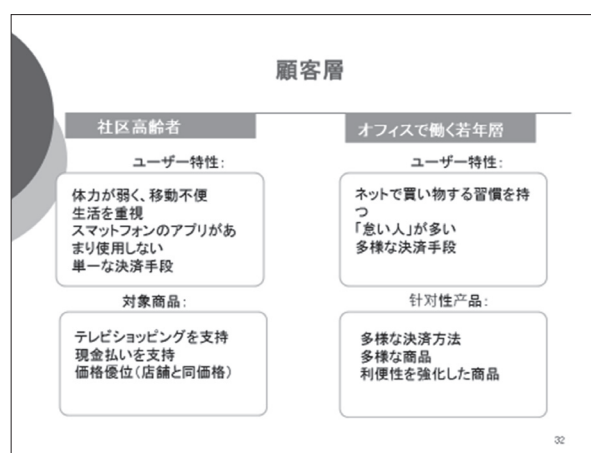 顧客層
社区高齢者
ユーザー特性:
体力が弱く、移動不便
生活を重視
スマットフォンのアプリがあ
まり使用しない
単一な決済手段
対象商品:
テレビショッピングを支持
現金払いを支持
価格優位(店舗と同価格)
オフィスで働く若年層
ユーザー特性:
ネットで買い物する習慣を持
つ
「怠い人」が多い
多様な決済手段
针对性产品:
多様な決済方法
多様な商品
利便性を強化した商品
32